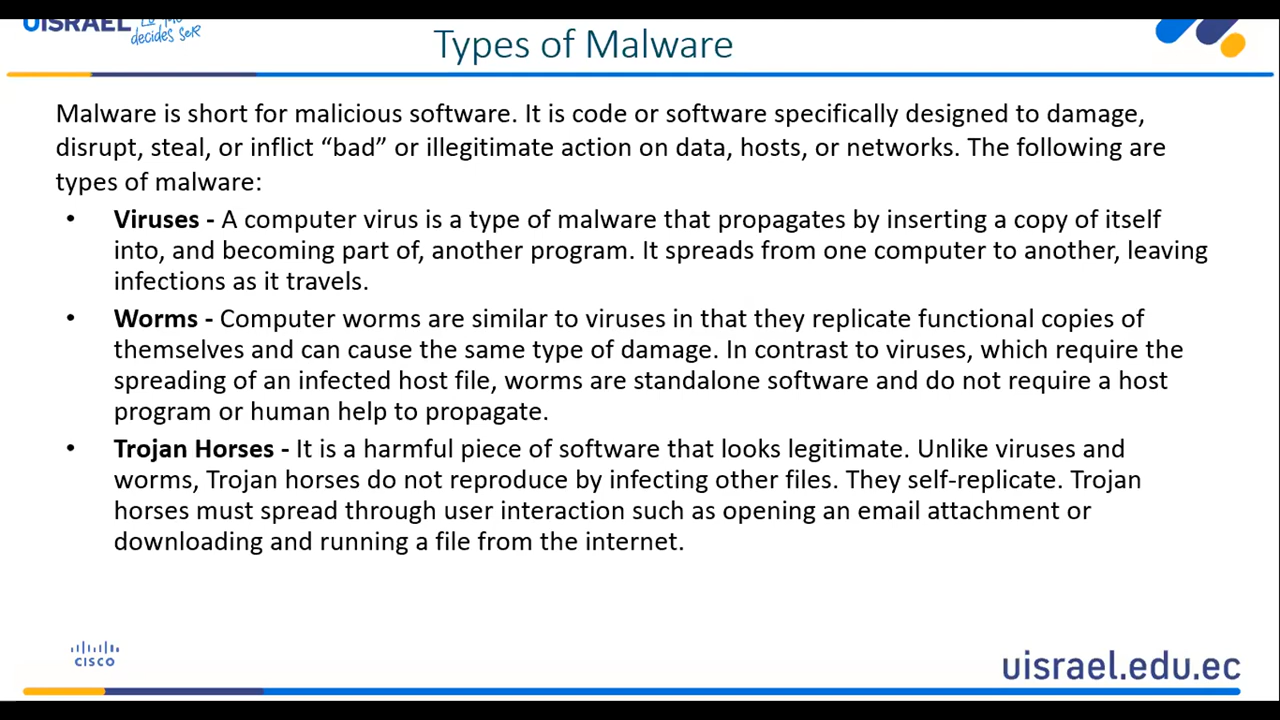 UISRAEL
decides SER
Types of Malware
Malware is short for malicious software. It is code or software specifically designed to damage,
disrupt, steal, or inflict “bad” or illegitimate action on data, hosts, or networks. The following are
types of malware:
• Viruses - A computer virus is a type of malware that propagates by inserting a copy of itself
into, and becoming part of, another program. It spreads from one computer to another, leaving
infections as it travels.
• Worms - Computer worms are similar to viruses in that they replicate functional copies of
themselves and can cause the same type of damage. In contrast to viruses, which require the
spreading of an infected host file, worms are standalone software and do not require a host
program or human help to propagate.
• Trojan Horses - It is a harmful piece of software that looks legitimate. Unlike viruses and
worms, Trojan horses do not reproduce by infecting other files. They self-replicate. Trojan
horses must spread through user interaction such as opening an email attachment or
downloading and running a file from the internet.
CISCO
uisrael.edu.ec